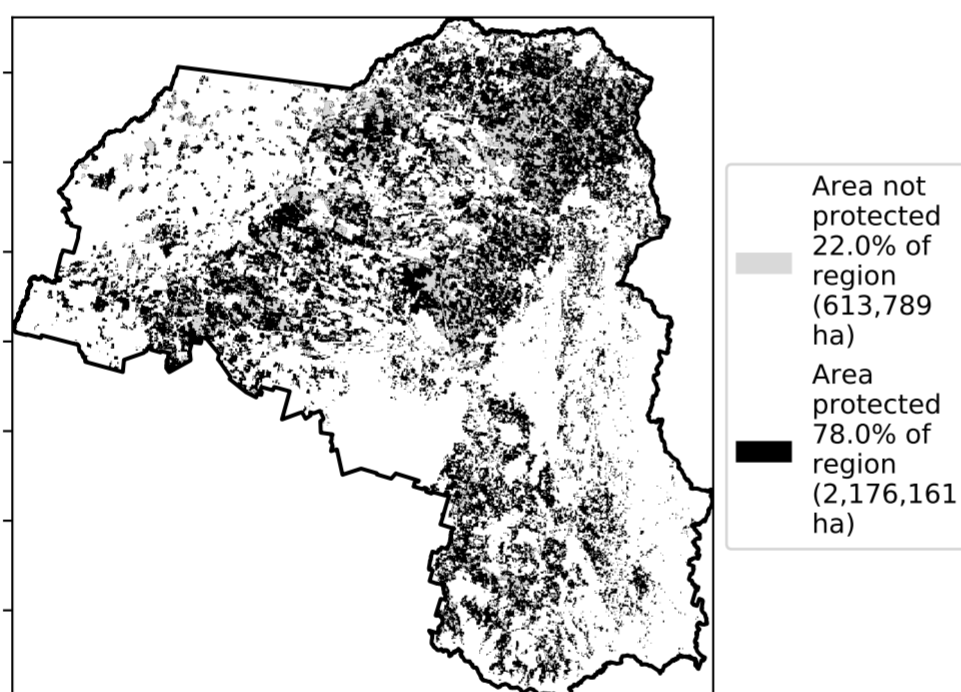 Area not
protected
22.0% of
region
(613,789
ha)
Area
protected
78.0% of
region
(2,176,161
ha)